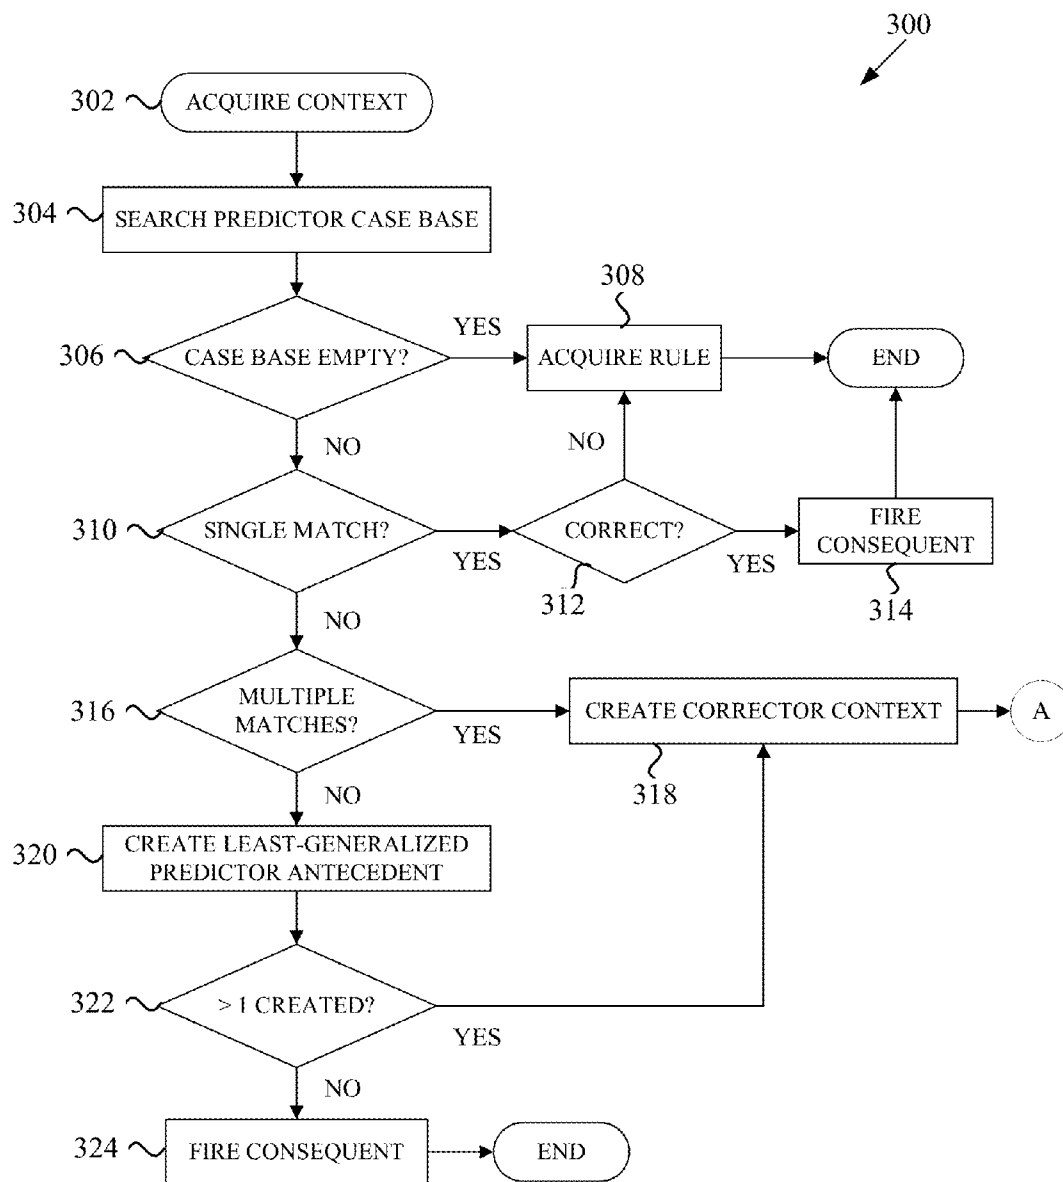 300
302
ACQUIRE CONTEXT
304
SEARCH PREDICTOR CASE BASE
306
CASE BASE EMPTY?
YES
308
ACQUIRE RULE
END
NO
NO
310
SINGLE MATCH?
YES
CORRECT?
312
YES
FIRE
CONSEQUENT
314
NO
316
MULTIPLE
MATCHES?
YES
CREATE CORRECTOR CONTEXT
318
A
NO
320
CREATE LEAST-GENERALIZED
PREDICTOR ANTECEDENT
322
> 1 CREATED?
YES
NO
324
FIRE CONSEQUENT
END